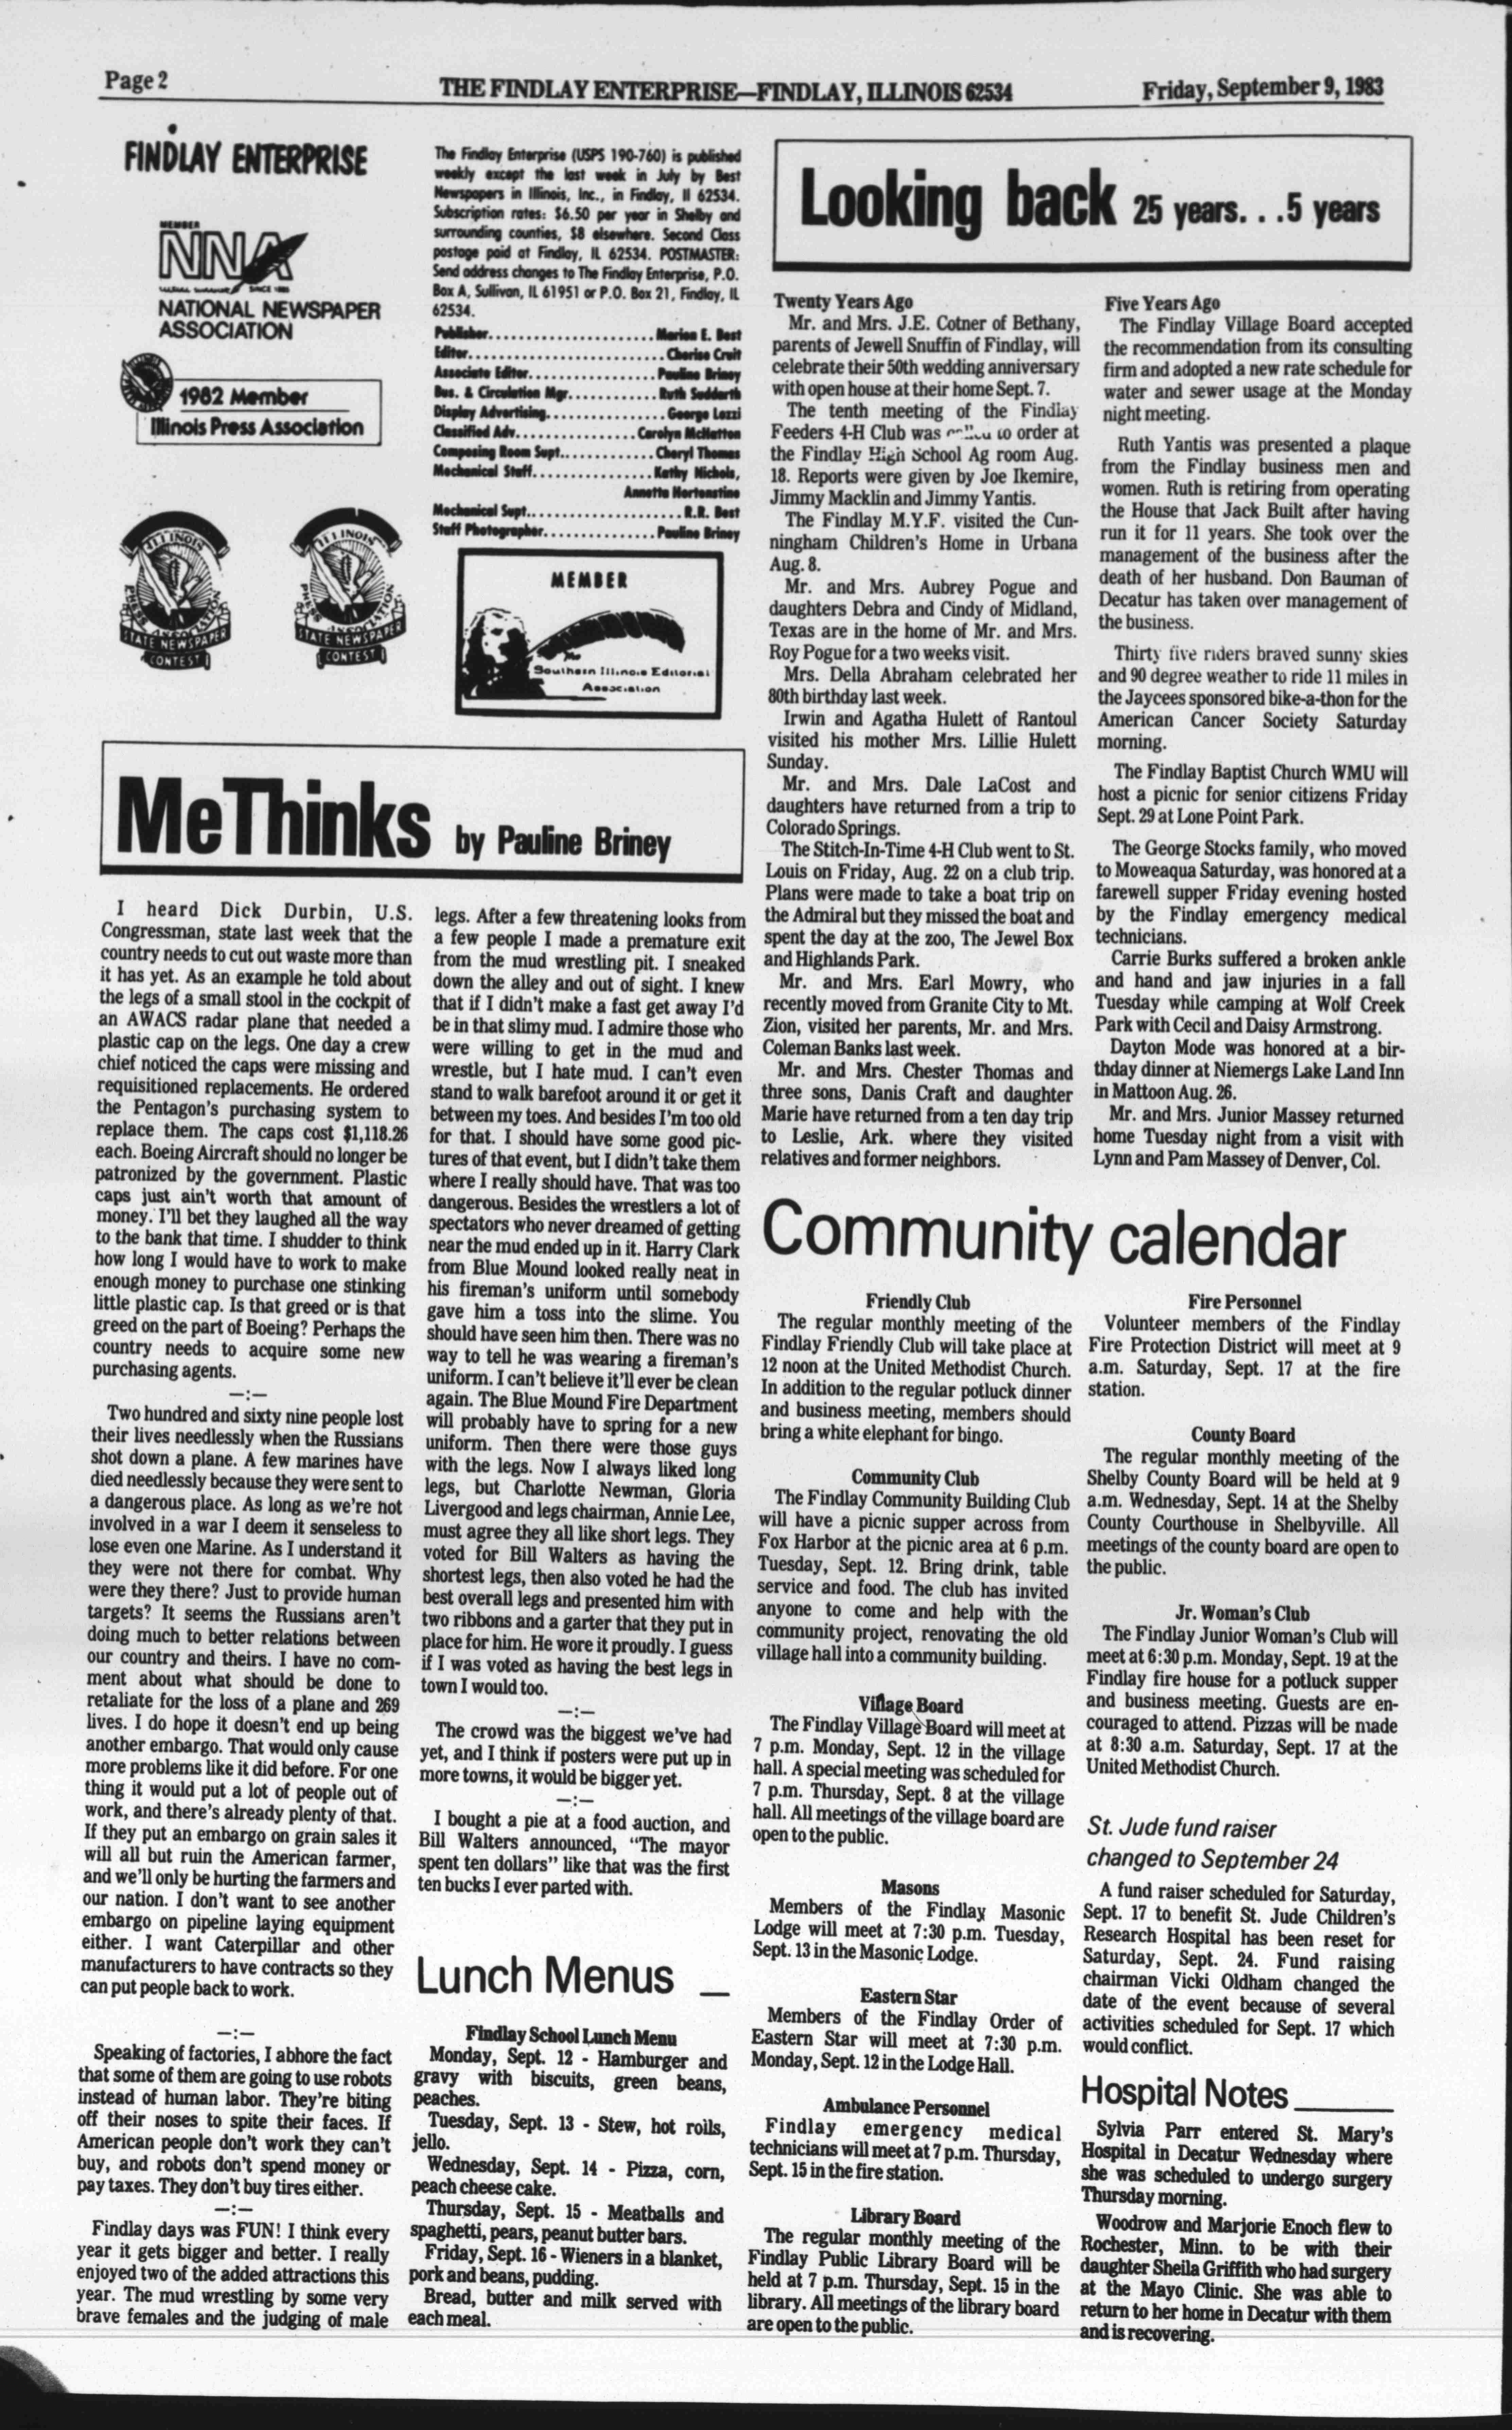 Page 2
THE FINDLAY ENTERPRISE—FINDLAY, ILLINOIS 62534
Friday, September 9, 1983
FINDLAY ENTERPRISE
MEMBER
NNA
SINCE 1885
NATIONAL NEWSPAPER
ASSOCIATION
1982 Member
Illinois Press Association
ILLINOIS
PRESS ASSOCIATION
STATE NEWSPAPER
CONTEST
ILLINOIS
PRESS ASSOCIATION
STATE NEWSPAPER
CONTEST
The Findlay Enterprise (USPS 190-760) is published
weekly except the last week in July by Best
Newspapers in Illinois, Inc., in Findlay, Il 62534.
Subscription rates: $6.50 per year in Shelby and
surrounding counties, $8 elsewhere. Second Class
postage paid at Findlay, IL 62534. POSTMASTER:
Send address changes to The Findlay Enterprise, P.O.
Box A, Sullivan, IL 61951 or P.O. Box 21, Findlay, IL
62534.
Publisher.......................Marion E. Best
Editor...........................Cherise Cruit
Associate Editor................Pauline Briney
Bus. & Circulation Mgr............Ruth Suddarth
Display Advertising................George Lozzi
Classified Adv................Carolyn McHatton
Composing Room Supt.............Cheryl Thomas
Mechanical Staff.................Kathy Nichols,
Annetta Hortenstine
Mechanical Supt......................R.R. Best
Staff Photographer...............Pauline Briney
MEMBER
The
Southern Illinois Editorial
Association
MeThinks by Pauline Briney
I heard Dick Durbin, U.S.
Congressman, state last week that the
country needs to cut out waste more than
it has yet. As an example he told about
the legs of a small stool in the cockpit of
an AWACS radar plane that needed a
plastic cap on the legs. One day a crew
chief noticed the caps were missing and
requisitioned replacements. He ordered
the Pentagon's purchasing system to
replace them. The caps cost $1,118.26
each. Boeing Aircraft should no longer be
patronized by the government. Plastic
caps just ain't worth that amount of
money. I'll bet they laughed all the way
to the bank that time. I shudder to think
how long I would have to work to make
enough money to purchase one stinking
little plastic cap. Is that greed or is that
greed on the part of Boeing? Perhaps the
country needs to acquire some new
purchasing agents.
—:—
Two hundred and sixty nine people lost
their lives needlessly when the Russians
shot down a plane. A few marines have
died needlessly because they were sent to
a dangerous place. As long as we're not
involved in a war I deem it senseless to
lose even one Marine. As I understand it
they were not there for combat. Why
were they there? Just to provide human
targets? It seems the Russians aren't
doing much to better relations between
our country and theirs. I have no com-
ment about what should be done to
retaliate for the loss of a plane and 269
lives. I do hope it doesn't end up being
another embargo. That would only cause
more problems like it did before. For one
thing it would put a lot of people out of
work, and there's already plenty of that.
If they put an embargo on grain sales it
will all but ruin the American farmer,
and we'll only be hurting the farmers and
our nation. I don't want to see another
embargo on pipeline laying equipment
either. I want Caterpillar and other
manufacturers to have contracts so they
can put people back to work.
—:—
Speaking of factories, I abhore the fact
that some of them are going to use robots
instead of human labor. They're biting
off their noses to spite their faces. If
American people don't work they can't
buy, and robots don't spend money or
pay taxes. They don't buy tires either.
—:—
Findlay days was FUN! I think every
year it gets bigger and better. I really
enjoyed two of the added attractions this
year. The mud wrestling by some very
brave females and the judging of male
legs. After a few threatening looks from
a few people I made a premature exit
from the mud wrestling pit. I sneaked
down the alley and out of sight. I knew
that if I didn't make a fast get away I'd
be in that slimy mud. I admire those who
were willing to get in the mud and
wrestle, but I hate mud. I can't even
stand to walk barefoot around it or get it
between my toes. And besides I'm too old
for that. I should have some good pic-
tures of that event, but I didn't take them
where I really should have. That was too
dangerous. Besides the wrestlers a lot of
spectators who never dreamed of getting
near the mud ended up in it. Harry Clark
from Blue Mound looked really neat in
his fireman's uniform until somebody
gave him a toss into the slime. You
should have seen him then. There was no
way to tell he was wearing a fireman's
uniform. I can't believe it'll ever be clean
again. The Blue Mound Fire Department
will probably have to spring for a new
uniform. Then there were those guys
with the legs. Now I always liked long
legs, but Charlotte Newman, Gloria
Livergood and legs chairman, Annie Lee,
must agree they all like short legs. They
voted for Bill Walters as having the
shortest legs, then also voted he had the
best overall legs and presented him with
two ribbons and a garter that they put in
place for him. He wore it proudly. I guess
if I was voted as having the best legs in
town I would too.
—:—
The crowd was the biggest we've had
yet, and I think if posters were put up in
more towns, it would be bigger yet.
—:—
I bought a pie at a food auction, and
Bill Walters announced, "The mayor
spent ten dollars" like that was the first
ten bucks I ever parted with.
Lunch Menus
Findlay School Lunch Menu
Monday, Sept. 12 - Hamburger and
gravy with biscuits, green beans,
peaches.
Tuesday, Sept. 13 - Stew, hot rolls,
jello.
Wednesday, Sept. 14 - Pizza, corn,
peach cheese cake.
Thursday, Sept. 15 - Meatballs and
spaghetti, pears, peanut butter bars.
Friday, Sept. 16 - Wieners in a blanket,
pork and beans, pudding.
Bread, butter and milk served with
each meal.
Looking back 25 years. . .5 years
Twenty Years Ago
Mr. and Mrs. J.E. Cotner of Bethany,
parents of Jewell Snuffin of Findlay, will
celebrate their 50th wedding anniversary
with open house at their home Sept. 7.
The tenth meeting of the Findlay
Feeders 4-H Club was called to order at
the Findlay High School Ag room Aug.
18. Reports were given by Joe Ikemire,
Jimmy Macklin and Jimmy Yantis.
The Findlay M.Y.F. visited the Cun-
ningham Children's Home in Urbana
Aug. 8.
Mr. and Mrs. Aubrey Pogue and
daughters Debra and Cindy of Midland,
Texas are in the home of Mr. and Mrs.
Roy Pogue for a two weeks visit.
Mrs. Della Abraham celebrated her
80th birthday last week.
Irwin and Agatha Hulett of Rantoul
visited his mother Mrs. Lillie Hulett
Sunday.
Mr. and Mrs. Dale LaCost and
daughters have returned from a trip to
Colorado Springs.
The Stitch-In-Time 4-H Club went to St.
Louis on Friday, Aug. 22 on a club trip.
Plans were made to take a boat trip on
the Admiral but they missed the boat and
spent the day at the zoo, The Jewel Box
and Highlands Park.
Mr. and Mrs. Earl Mowry, who
recently moved from Granite City to Mt.
Zion, visited her parents, Mr. and Mrs.
Coleman Banks last week.
Mr. and Mrs. Chester Thomas and
three sons, Danis Craft and daughter
Marie have returned from a ten day trip
to Leslie, Ark. where they visited
relatives and former neighbors.
Five Years Ago
The Findlay Village Board accepted
the recommendation from its consulting
firm and adopted a new rate schedule for
water and sewer usage at the Monday
night meeting.
Ruth Yantis was presented a plaque
from the Findlay business men and
women. Ruth is retiring from operating
the House that Jack Built after having
run it for 11 years. She took over the
management of the business after the
death of her husband. Don Bauman of
Decatur has taken over management of
the business.
Thirty five riders braved sunny skies
and 90 degree weather to ride 11 miles in
the Jaycees sponsored bike-a-thon for the
American Cancer Society Saturday
morning.
The Findlay Baptist Church WMU will
host a picnic for senior citizens Friday
Sept. 29 at Lone Point Park.
The George Stocks family, who moved
to Moweaqua Saturday, was honored at a
farewell supper Friday evening hosted
by the Findlay emergency medical
technicians.
Carrie Burks suffered a broken ankle
and hand and jaw injuries in a fall
Tuesday while camping at Wolf Creek
Park with Cecil and Daisy Armstrong.
Dayton Mode was honored at a bir-
thday dinner at Niemergs Lake Land Inn
in Mattoon Aug. 26.
Mr. and Mrs. Junior Massey returned
home Tuesday night from a visit with
Lynn and Pam Massey of Denver, Col.
Community calendar
Friendly Club
The regular monthly meeting of the
Findlay Friendly Club will take place at
12 noon at the United Methodist Church.
In addition to the regular potluck dinner
and business meeting, members should
bring a white elephant for bingo.
Community Club
The Findlay Community Building Club
will have a picnic supper across from
Fox Harbor at the picnic area at 6 p.m.
Tuesday, Sept. 12. Bring drink, table
service and food. The club has invited
anyone to come and help with the
community project, renovating the old
village hall into a community building.
Village Board
The Findlay Village Board will meet at
7 p.m. Monday, Sept. 12 in the village
hall. A special meeting was scheduled for
7 p.m. Thursday, Sept. 8 at the village
hall. All meetings of the village board are
open to the public.
Masons
Members of the Findlay Masonic
Lodge will meet at 7:30 p.m. Tuesday,
Sept. 13 in the Masonic Lodge.
Eastern Star
Members of the Findlay Order of
Eastern Star will meet at 7:30 p.m.
Monday, Sept. 12 in the Lodge Hall.
Ambulance Personnel
Findlay emergency medical
technicians will meet at 7 p.m. Thursday,
Sept. 15 in the fire station.
Library Board
The regular monthly meeting of the
Findlay Public Library Board will be
held at 7 p.m. Thursday, Sept. 15 in the
library. All meetings of the library board
are open to the public.
Fire Personnel
Volunteer members of the Findlay
Fire Protection District will meet at 9
a.m. Saturday, Sept. 17 at the fire
station.
County Board
The regular monthly meeting of the
Shelby County Board will be held at 9
a.m. Wednesday, Sept. 14 at the Shelby
County Courthouse in Shelbyville. All
meetings of the county board are open to
the public.
Jr. Woman's Club
The Findlay Junior Woman's Club will
meet at 6:30 p.m. Monday, Sept. 19 at the
Findlay fire house for a potluck supper
and business meeting. Guests are en-
couraged to attend. Pizzas will be made
at 8:30 a.m. Saturday, Sept. 17 at the
United Methodist Church.
St. Jude fund raiser
changed to September 24
A fund raiser scheduled for Saturday,
Sept. 17 to benefit St. Jude Children's
Research Hospital has been reset for
Saturday, Sept. 24. Fund raising
chairman Vicki Oldham changed the
date of the event because of several
activities scheduled for Sept. 17 which
would conflict.
Hospital Notes
Sylvia Parr entered St. Mary's
Hospital in Decatur Wednesday where
she was scheduled to undergo surgery
Thursday morning.
Woodrow and Marjorie Enoch flew to
Rochester, Minn. to be with their
daughter Sheila Griffith who had surgery
at the Mayo Clinic. She was able to
return to her home in Decatur with them
and is recovering.